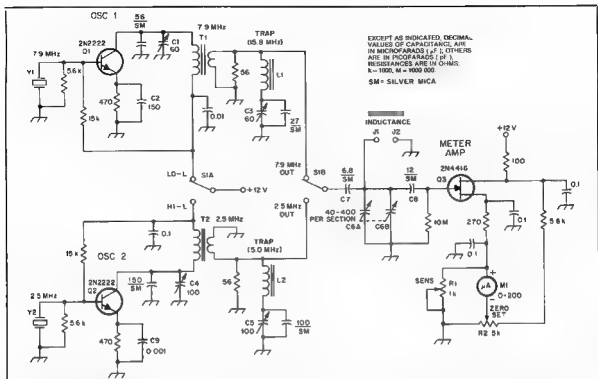 OSC 1
56
SM
C1
60
7.9 MHz
T1
TRAP
(15.8 MHz)
EXCEPT AS INDICATED, DECIMAL
VALUES OF CAPACITANCE ARE
IN MICROFARADS (µF); OTHERS
ARE IN PICOFARADS (pF);
RESISTANCES ARE IN OHMS;
k=1000, M=1000 000.
SM= SILVER MICA
2N2222
Q1
7.9 MHz
Y1
5.6k
15k
470
C2
150
0.01
56
L1
C3
60
27
SM
LO-L
S1A
+12V
HI-L
7.9 MHz
OUT
S1B
2.5 MHz
OUT
INDUCTANCE
J1 J2
6.8
SM
C7
12
SM
C8
40-400
PER SECTION
C6A
C6B
10M
METER
AMP
2N4416
Q3
+12V
100
0.1
0.1
270
5.6k
0.1
SENS
R1
1k
+
µA
M1
0-200
-
ZERO
SET
R2 5k
OSC 2
0.1
T2
2.5 MHz
TRAP
(5.0 MHz)
15k
2N2222
Q2
2.5 MHz
Y2
5.6k
470
C9
0.001
150
SM
C4
100
56
L2
C5
100
100
SM